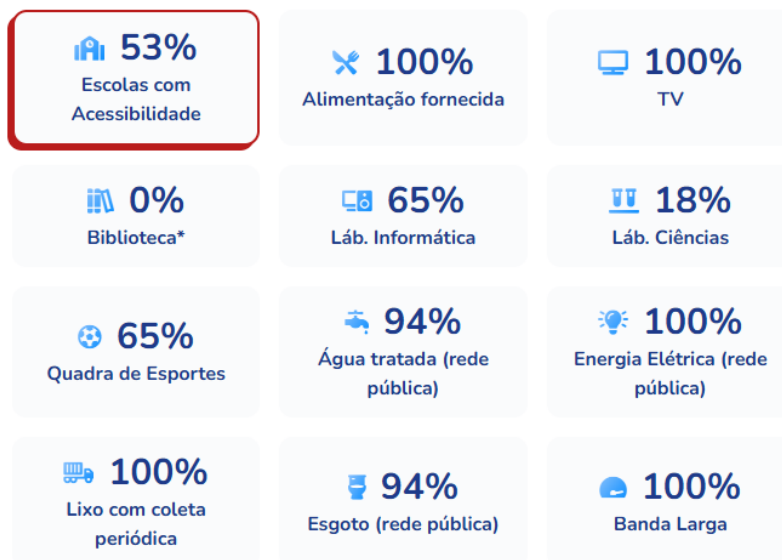 53%
Escolas com
Acessibilidade
100%
Alimentação fornecida
100%
TV
0%
Biblioteca*
65%
Láb. Informática
18%
Láb. Ciências
65%
Quadra de Esportes
94%
Água tratada (rede
pública)
100%
Energia Elétrica (rede
pública)
100%
Lixo com coleta
periódica
94%
Esgoto (rede pública)
100%
Banda Larga